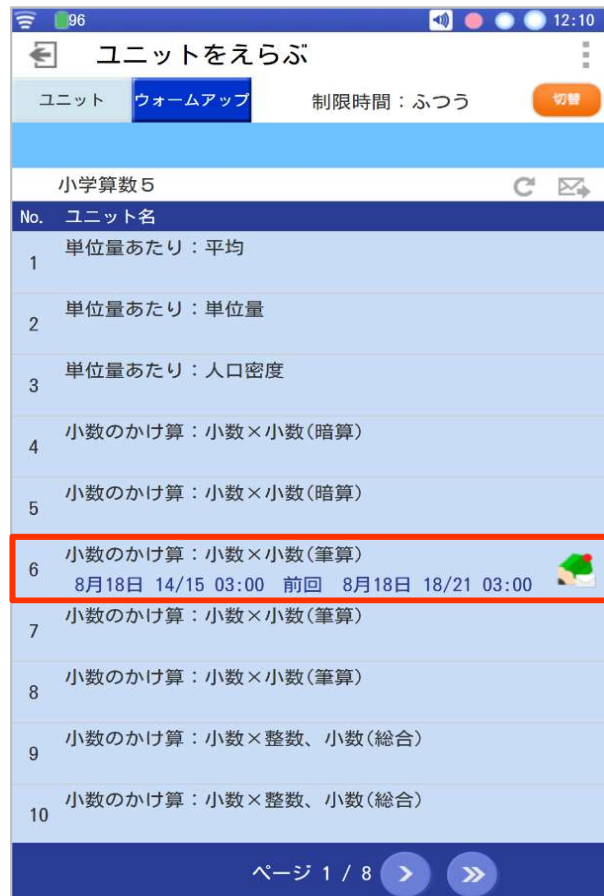 96 12:10
ユニットをえらぶ
ユニット ウォームアップ 制限時間：ふつう 切替
小学算数５
No. ユニット名
1 単位量あたり：平均
2 単位量あたり：単位量
3 単位量あたり：人口密度
4 小数のかけ算：小数×小数(暗算)
5 小数のかけ算：小数×小数(暗算)
6 小数のかけ算：小数×小数(筆算)
8月18日 14/15 03:00 前回 8月18日 18/21 03:00
7 小数のかけ算：小数×小数(筆算)
8 小数のかけ算：小数×小数(筆算)
9 小数のかけ算：小数×整数、小数(総合)
10 小数のかけ算：小数×整数、小数(総合)
ページ 1 / 8